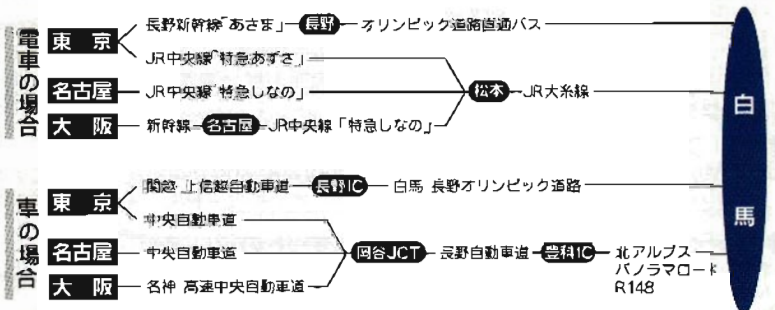 電車の場合
東京
長野新幹線「あさま」
長野
オリンピック道路直通バス
JR中央線「特急あずさ」
名古屋
JR中央線「特急しなの」
松本
JR大糸線
大阪
新幹線
名古屋
JR中央線「特急しなの」
車の場合
東京
関越 上信越自動車道
長野IC
白馬 長野オリンピック道路
中央自動車道
名古屋
中央自動車道
岡谷JCT
長野自動車道
豊科IC
北アルプス
パノラマロード
R148
大阪
名神 高速中央自動車道
白馬